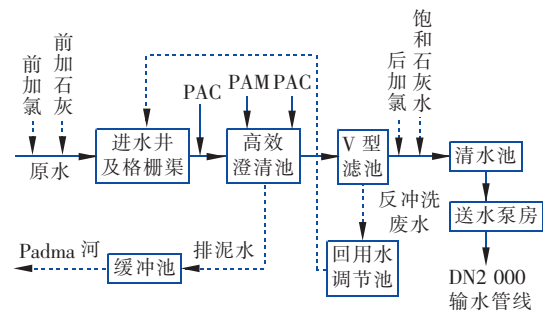 前加氯
前加石灰
后加氯
饱和石灰水
PAC
PAM
PAC
原水
进水井
及格栅渠
高效
澄清池
V 型
滤池
清水池
反冲洗
废水
送水泵房
Padma 河
缓冲池
排泥水
回用水
调节池
DN2 000
输水管线